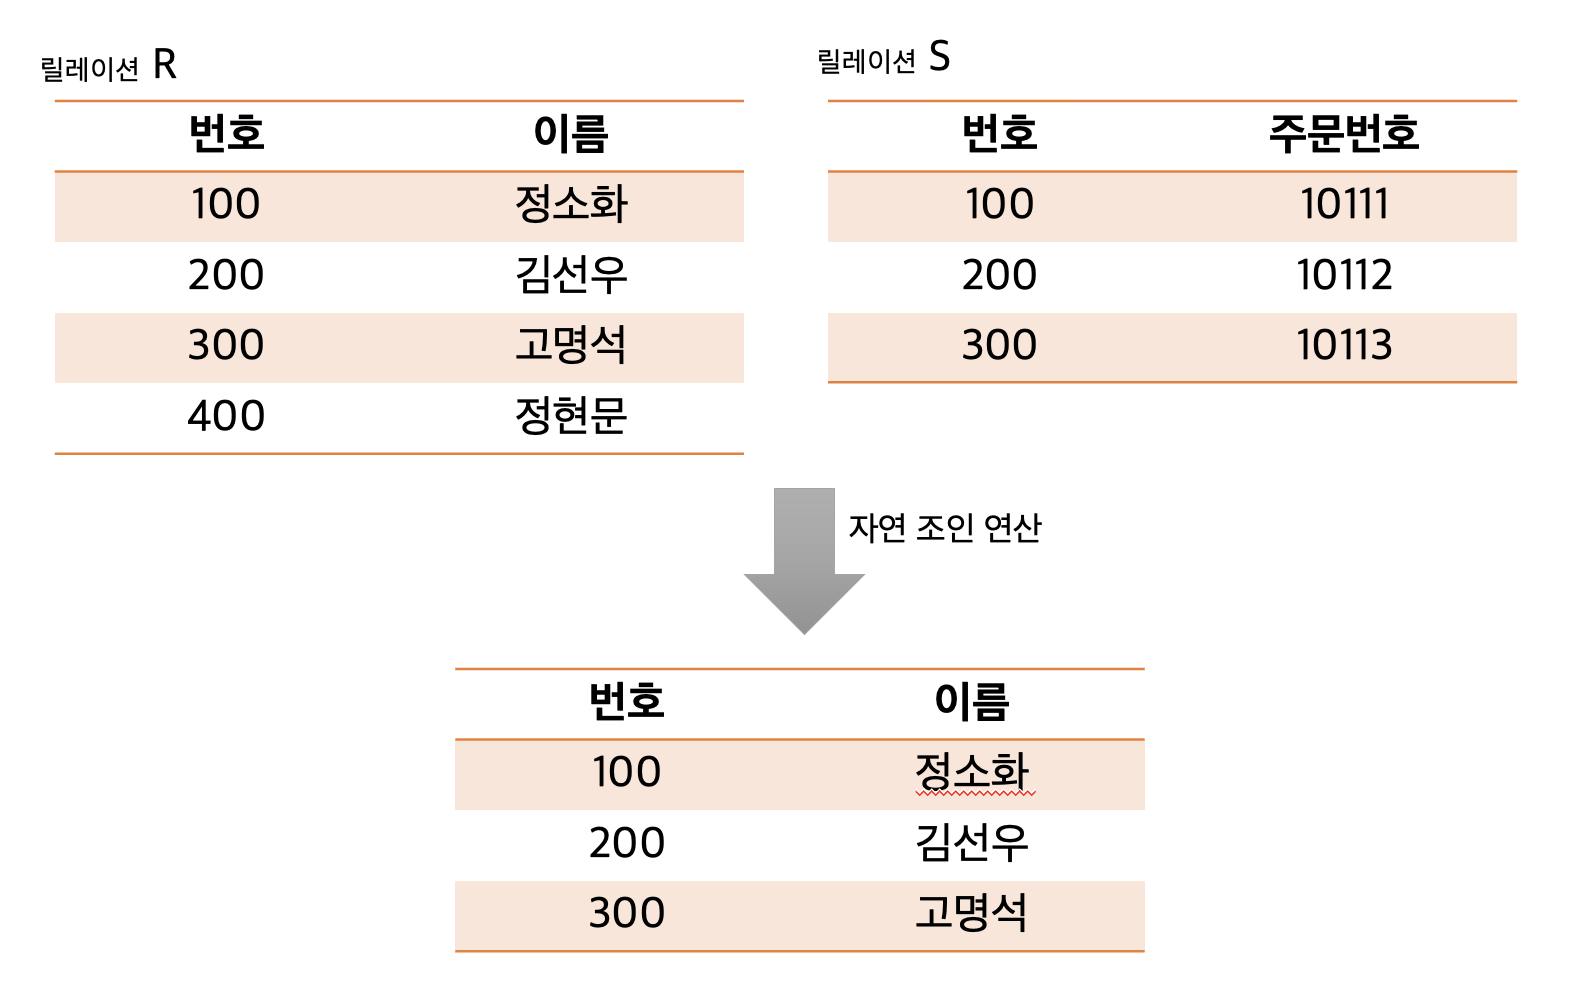 릴레이션 R
번호 이름
100 정소화
200 김선우
300 고명석
400 정현문
릴레이션 S
번호 주문번호
100 10111
200 10112
300 10113
자연 조인 연산
번호 이름
100 정소화
200 김선우
300 고명석